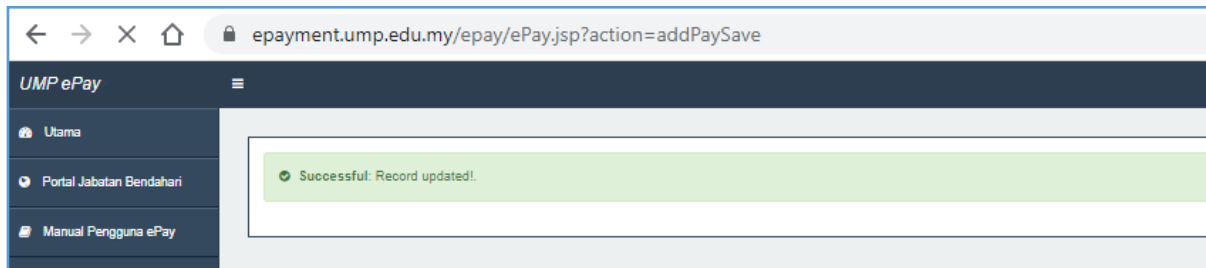 epayment.ump.edu.my/epay/ePay.jsp?action=addPaySave
UMP ePay
Utama
Successful: Record updated!.
Portal Jabatan Bendahari
Manual Pengguna ePay